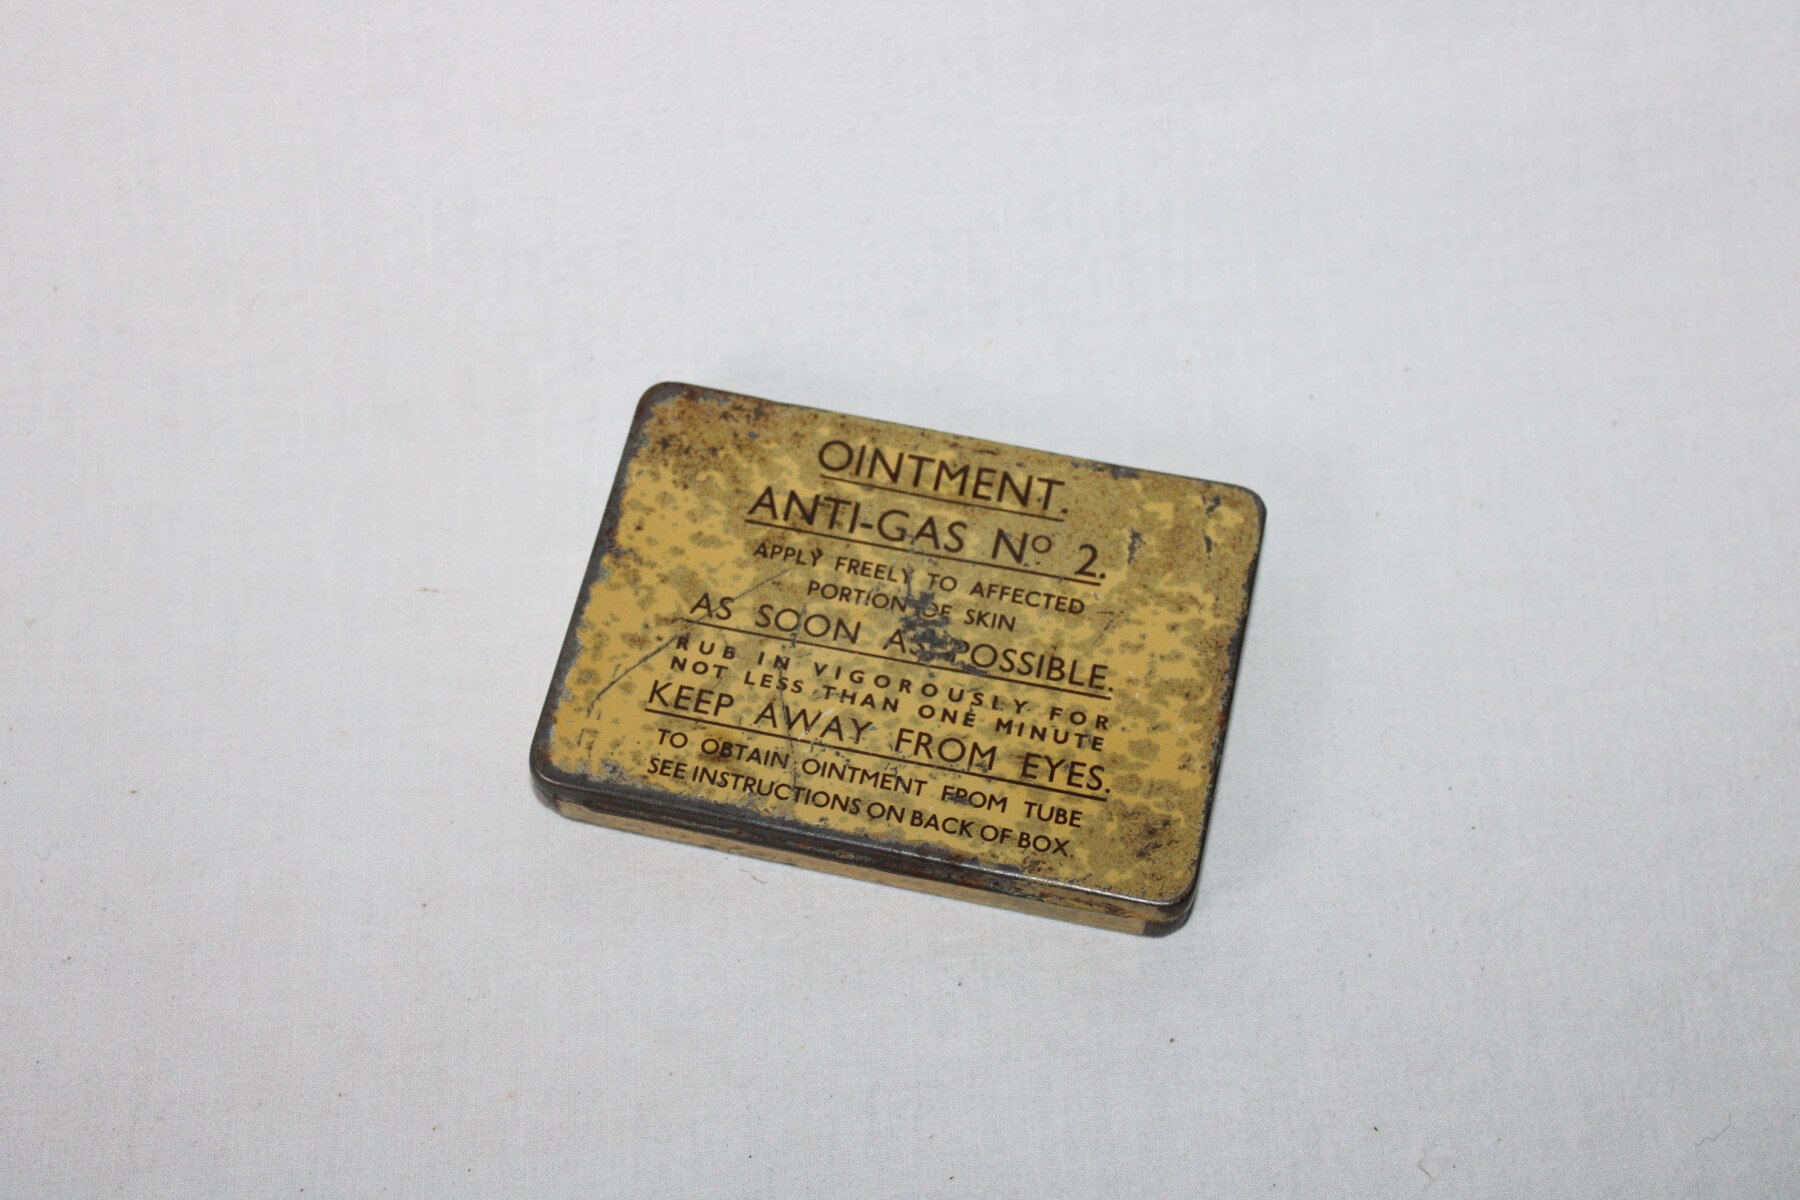 OINTMENT.
ANTI-GAS Nº 2.
APPLY FREELY TO AFFECTED
PORTION OF SKIN
AS SOON AS POSSIBLE.
RUB IN VIGOROUSLY FOR
NOT LESS THAN ONE MINUTE
KEEP AWAY FROM EYES.
TO OBTAIN OINTMENT FROM TUBE
SEE INSTRUCTIONS ON BACK OF BOX.